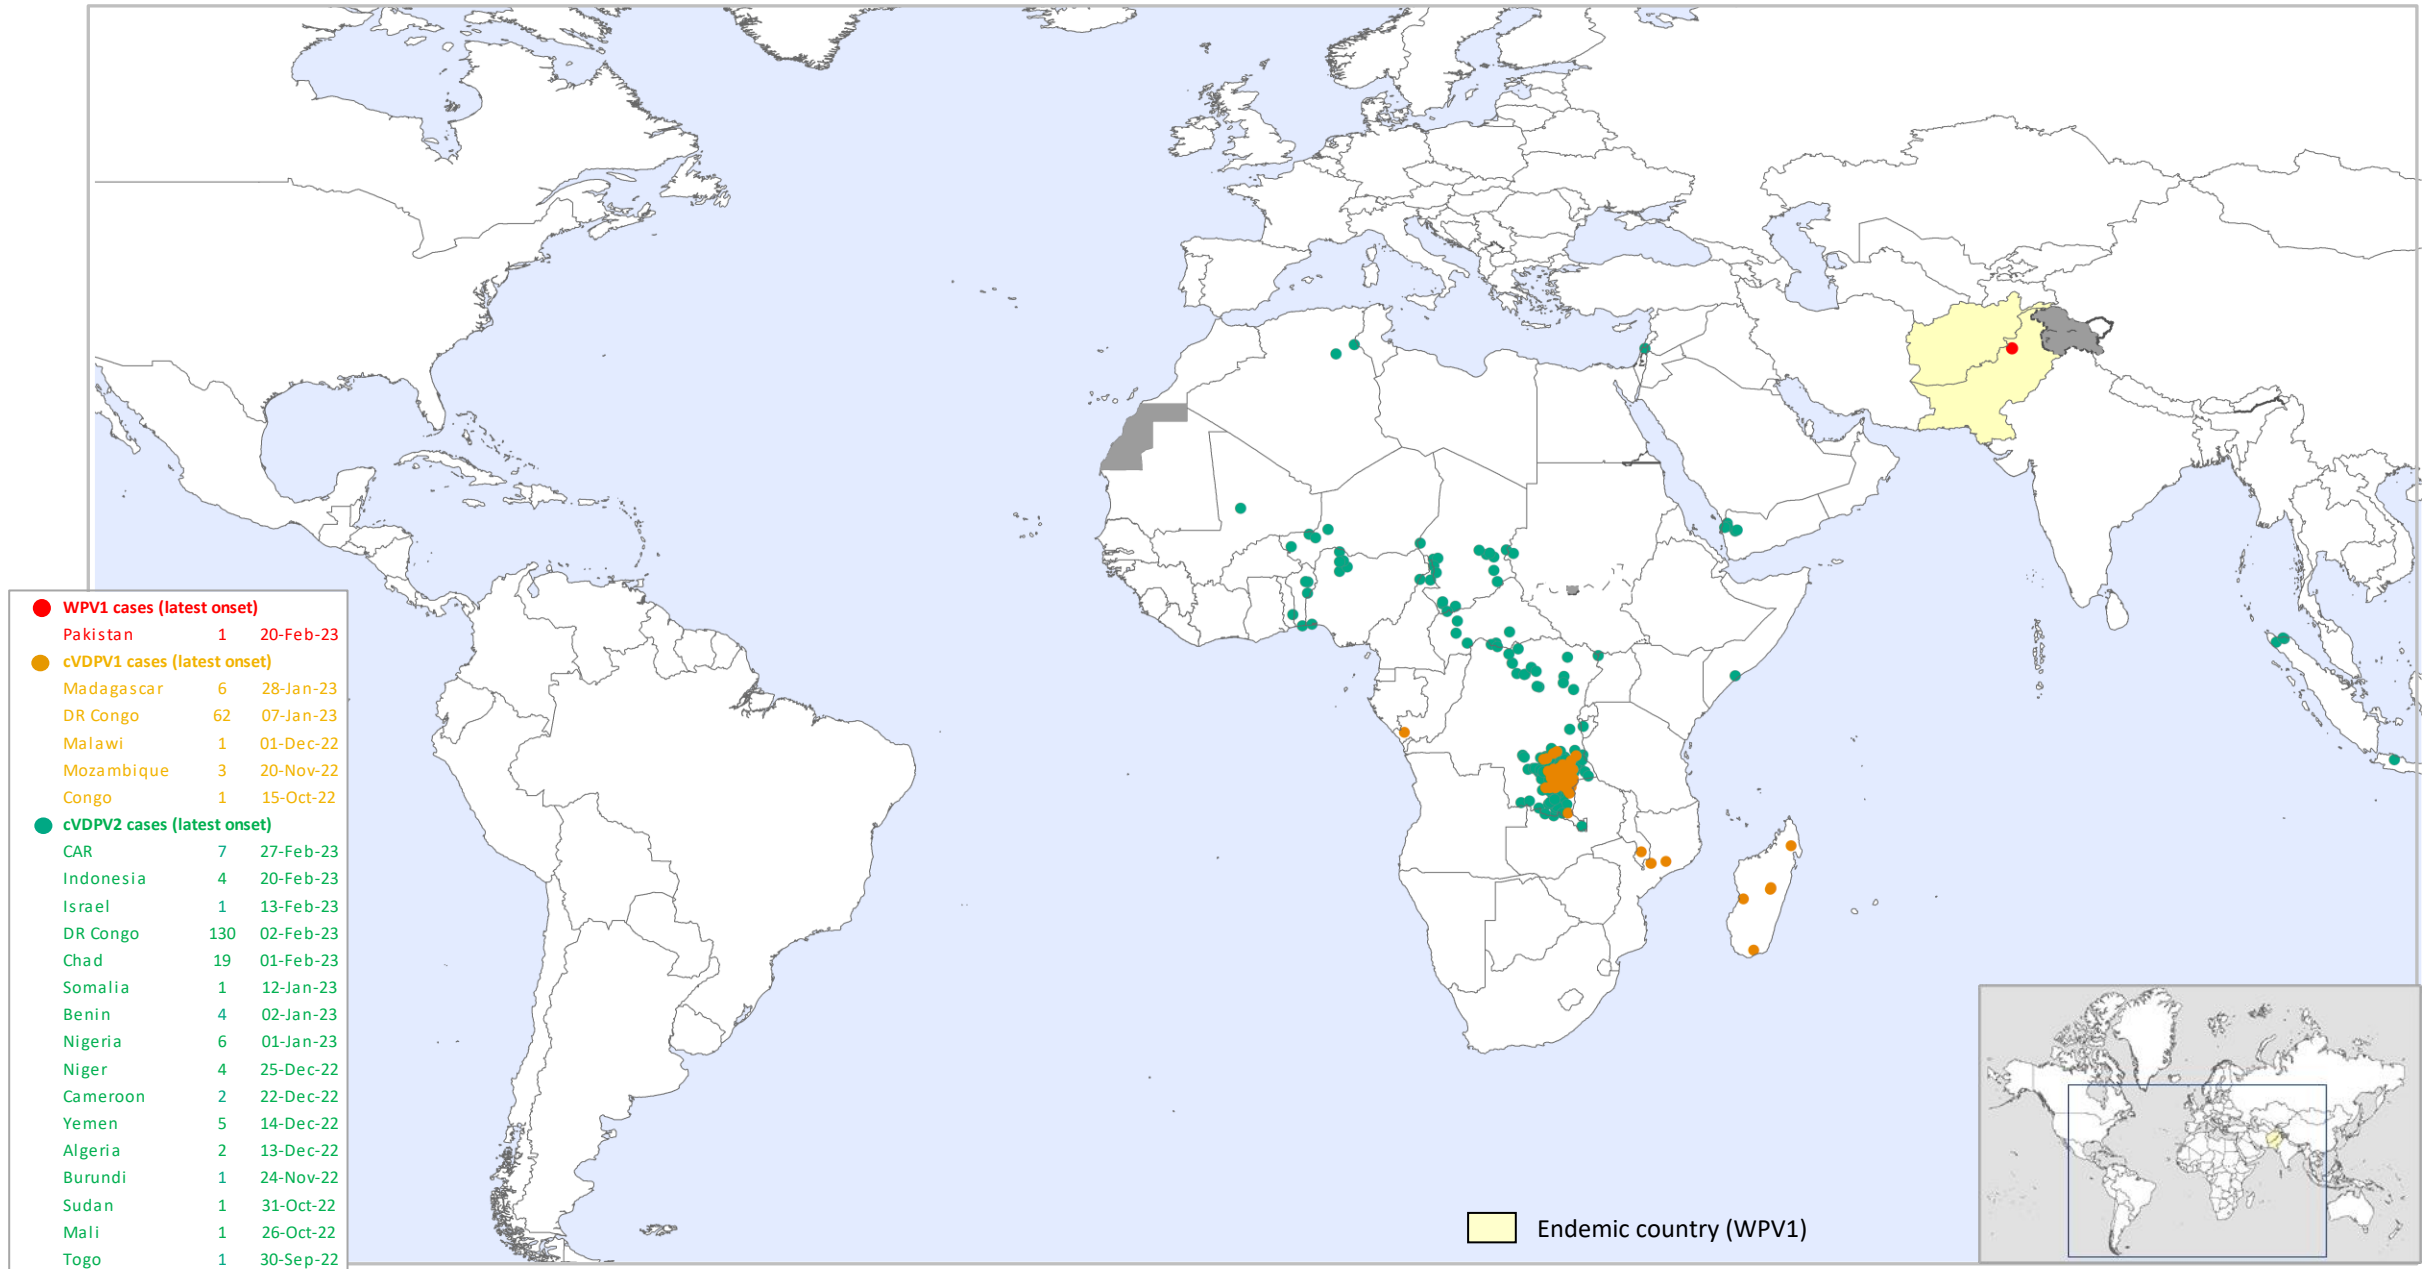 WPV1 cases (latest onset)
Pakistan 1 20-Feb-23
cVDPV1 cases (latest onset)
Madagascar 6 28-Jan-23
DR Congo 62 07-Jan-23
Malawi 1 01-Dec-22
Mozambique 3 20-Nov-22
Congo 1 15-Oct-22
cVDPV2 cases (latest onset)
CAR 7 27-Feb-23
Indonesia 4 20-Feb-23
Israel 1 13-Feb-23
DR Congo 130 02-Feb-23
Chad 19 01-Feb-23
Somalia 1 12-Jan-23
Benin 4 02-Jan-23
Nigeria 6 01-Jan-23
Niger 4 25-Dec-22
Cameroon 2 22-Dec-22
Yemen 5 14-Dec-22
Algeria 2 13-Dec-22
Burundi 1 24-Nov-22
Sudan 1 31-Oct-22
Mali 1 26-Oct-22
Togo 1 30-Sep-22
Endemic country (WPV1)